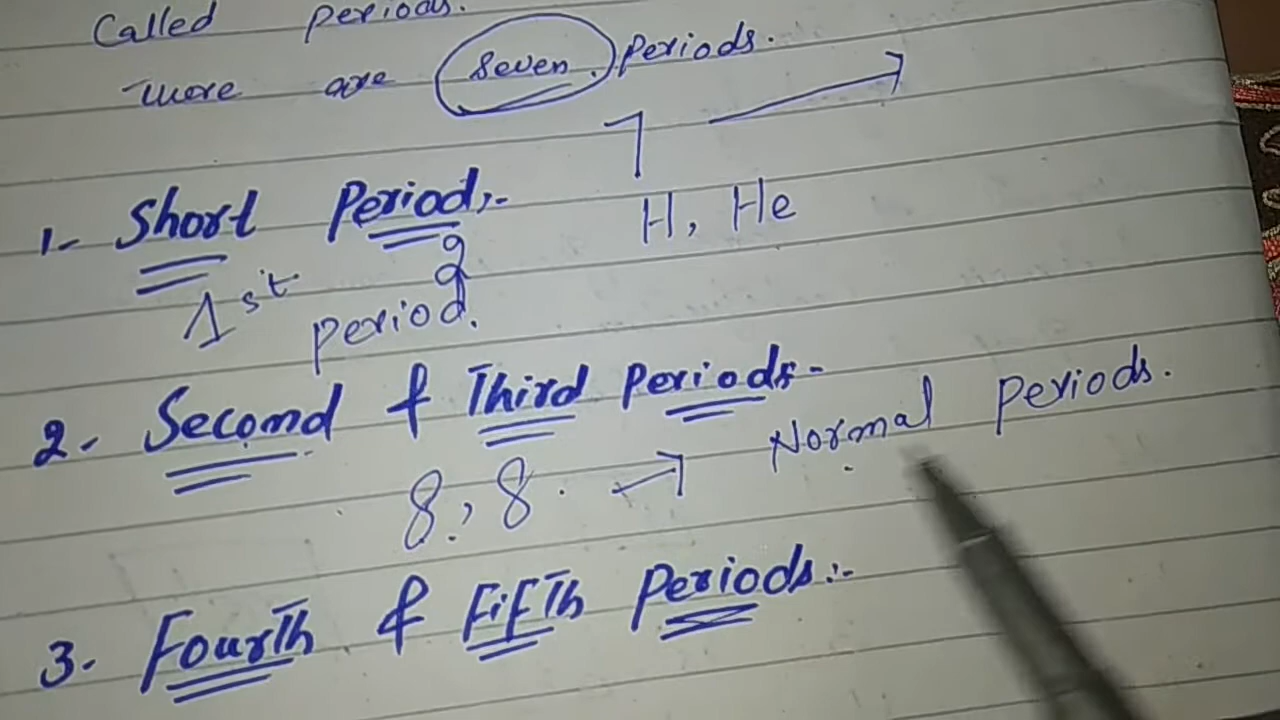 Called periods.
There are seven. periods.
7
1- Short Period:-
H, He
2
1st period.
2- Second & Third Periods:-
8, 8. → Normal periods.
3- Fourth & Fifth Periods:-